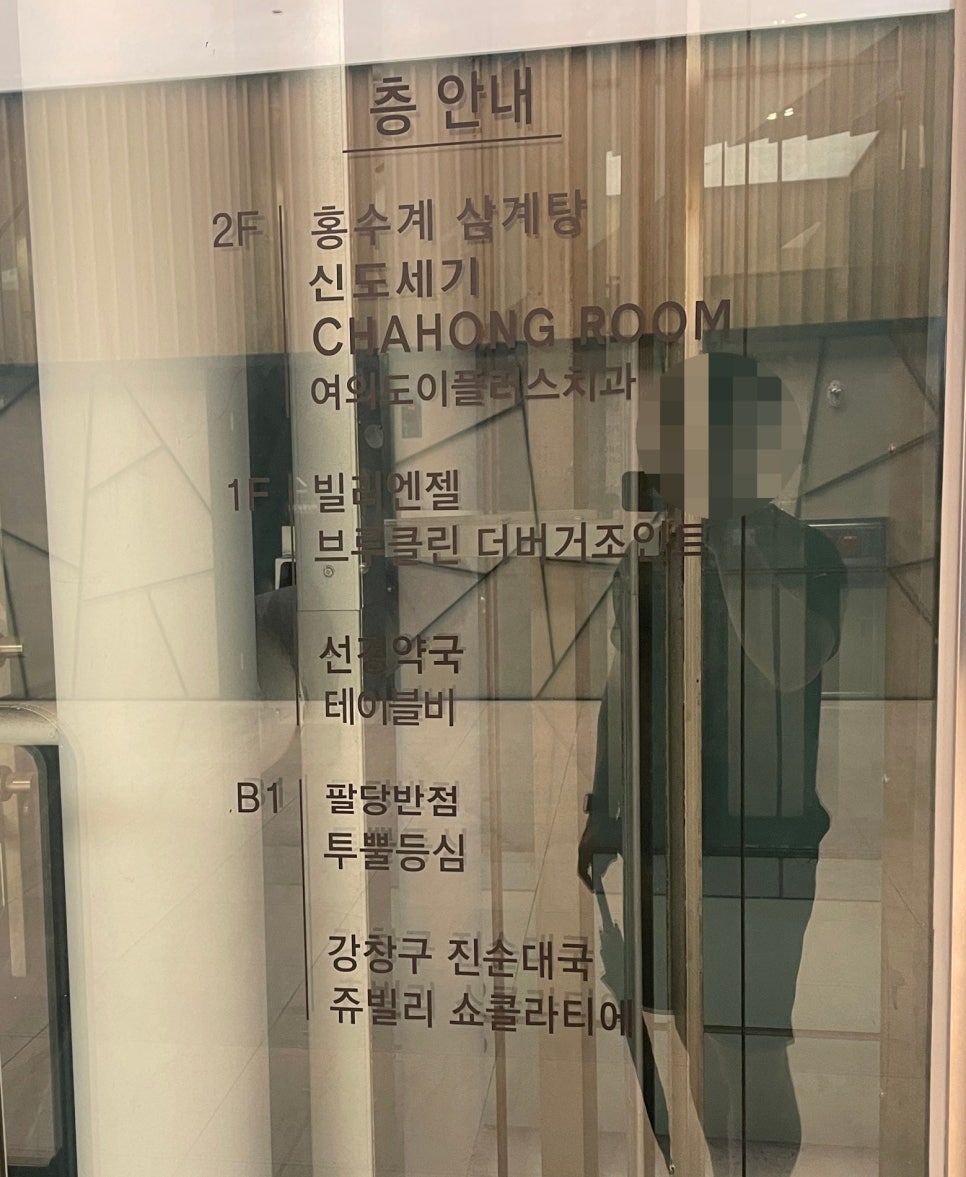 층 안내
2F 홍수계 삼계탕
신도세기
CHAHONG ROOM
여의도이플러스치과
1F 빌리엔젤
브루클린 더버거조인트
선경약국
테이블비
B1 팔당반점
투뿔등심
강창구 진순대국
쥬빌리 쇼콜라티에